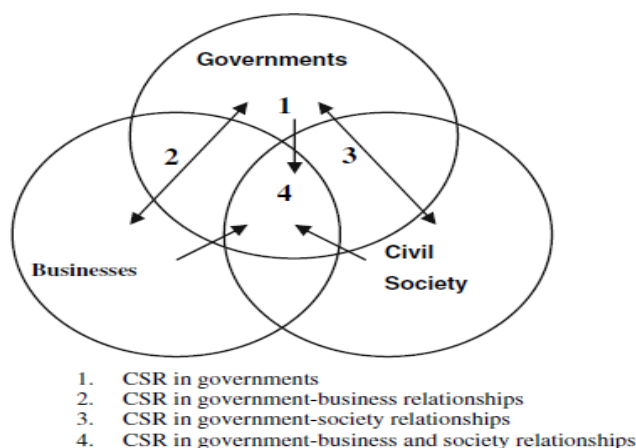 Governments
1
2
3
4
Businesses
Civil
Society
1. CSR in governments
2. CSR in government-business relationships
3. CSR in government-society relationships
4. CSR in government-business and society relationships